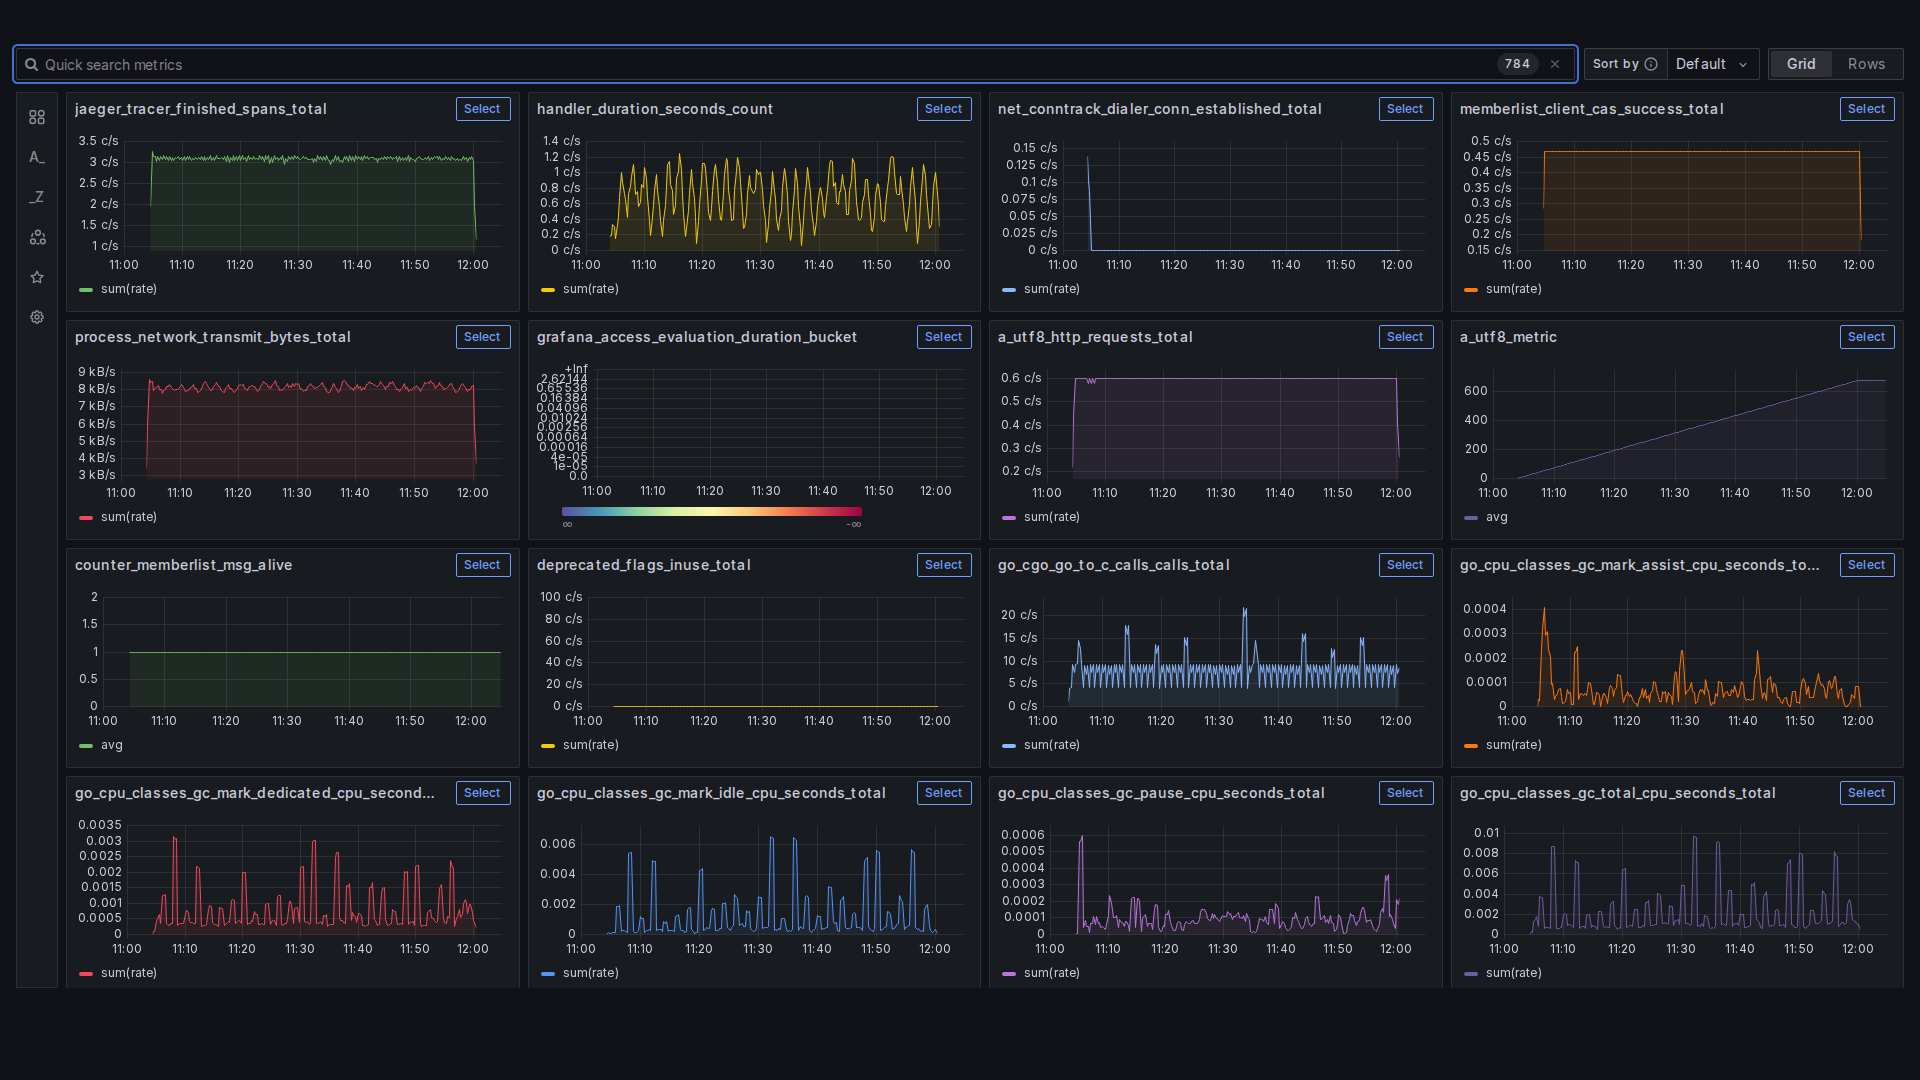 Quick search metrics 784 Sort by Default Grid Rows
A_
_Z
jaeger_tracer_finished_spans_total Select
3.5 c/s
3 c/s
2.5 c/s
2 c/s
1.5 c/s
1 c/s
11:00 11:10 11:20 11:30 11:40 11:50 12:00
sum(rate)
handler_duration_seconds_count Select
1.4 c/s
1.2 c/s
1 c/s
0.8 c/s
0.6 c/s
0.4 c/s
0.2 c/s
0 c/s
11:00 11:10 11:20 11:30 11:40 11:50 12:00
sum(rate)
net_conntrack_dialer_conn_established_total Select
0.15 c/s
0.125 c/s
0.1 c/s
0.075 c/s
0.05 c/s
0.025 c/s
0 c/s
11:00 11:10 11:20 11:30 11:40 11:50 12:00
sum(rate)
memberlist_client_cas_success_total Select
0.5 c/s
0.45 c/s
0.4 c/s
0.35 c/s
0.3 c/s
0.25 c/s
0.2 c/s
0.15 c/s
11:00 11:10 11:20 11:30 11:40 11:50 12:00
sum(rate)
process_network_transmit_bytes_total Select
9 kB/s
8 kB/s
7 kB/s
6 kB/s
5 kB/s
4 kB/s
3 kB/s
11:00 11:10 11:20 11:30 11:40 11:50 12:00
sum(rate)
grafana_access_evaluation_duration_bucket Select
+Inf
2.62144
0.65536
0.16384
0.04096
0.01024
0.00256
0.00064
0.00016
4e-05
1e-05
0.0
11:00 11:10 11:20 11:30 11:40 11:50 12:00
∞ -∞
a_utf8_http_requests_total Select
0.6 c/s
0.5 c/s
0.4 c/s
0.3 c/s
0.2 c/s
11:00 11:10 11:20 11:30 11:40 11:50 12:00
sum(rate)
a_utf8_metric Select
600
400
200
0
11:00 11:10 11:20 11:30 11:40 11:50 12:00
avg
counter_memberlist_msg_alive Select
2
1.5
1
0.5
0
11:00 11:10 11:20 11:30 11:40 11:50 12:00
avg
deprecated_flags_inuse_total Select
100 c/s
80 c/s
60 c/s
40 c/s
20 c/s
0 c/s
11:00 11:10 11:20 11:30 11:40 11:50 12:00
sum(rate)
go_cgo_go_to_c_calls_calls_total Select
20 c/s
15 c/s
10 c/s
5 c/s
0 c/s
11:00 11:10 11:20 11:30 11:40 11:50 12:00
sum(rate)
go_cpu_classes_gc_mark_assist_cpu_seconds_to... Select
0.0004
0.0003
0.0002
0.0001
0
11:00 11:10 11:20 11:30 11:40 11:50 12:00
sum(rate)
go_cpu_classes_gc_mark_dedicated_cpu_second... Select
0.0035
0.003
0.0025
0.002
0.0015
0.001
0.0005
0
11:00 11:10 11:20 11:30 11:40 11:50 12:00
sum(rate)
go_cpu_classes_gc_mark_idle_cpu_seconds_total Select
0.006
0.004
0.002
0
11:00 11:10 11:20 11:30 11:40 11:50 12:00
sum(rate)
go_cpu_classes_gc_pause_cpu_seconds_total Select
0.0006
0.0005
0.0004
0.0003
0.0002
0.0001
0
11:00 11:10 11:20 11:30 11:40 11:50 12:00
sum(rate)
go_cpu_classes_gc_total_cpu_seconds_total Select
0.01
0.008
0.006
0.004
0.002
0
11:00 11:10 11:20 11:30 11:40 11:50 12:00
sum(rate)